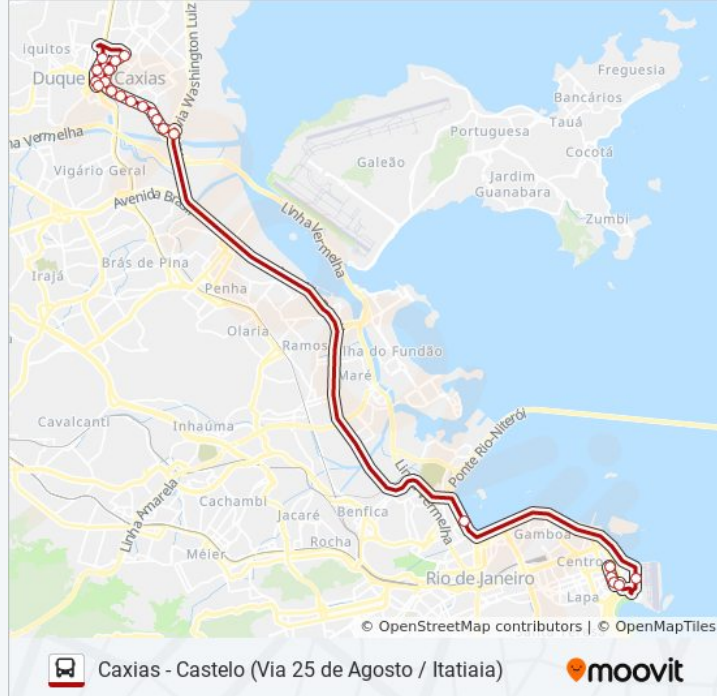 iquitos
Freguesia
Duque
Caxias
via Washington Luiz
Bancários
Tauá
Portuguesa
Cocotá
na Vermelha
Galeão
Vigário Geral
Jardim
Guanabara
Avenida Bras
Linha Vermelha
Zumbi
Brás de Pina
Irajá
Penha
Olaria
Ramos
Ilha do Fundão
Maré
Cavalcanti
Inhaúma
Ponte Rio-Niterói
Linha Vermelha
Linha Amarela
Cachambi
Jacaré
Benfica
Gamboa
Rocha
Méier
Centro
Rio de Janeiro
Lapa
© OpenStreetMap contributors | © OpenMapTiles
Caxias - Castelo (Via 25 de Agosto / Itatiaia)
moovit